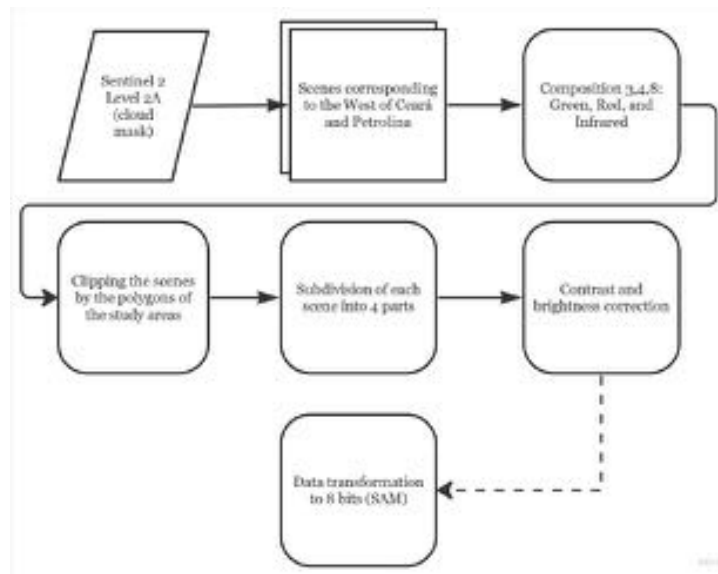 Sentinel 2
Level 2A
(cloud
mask)
Scenes corresponding
to the West of Ceará
and Petrolina
Composition 3,4,8:
Green, Red, and
Infrared
Clipping the scenes
by the polygons of
the study areas
Subdivision of each
scene into 4 parts
Contrast and
brightness correction
Data transformation
to 8 bits (SAM)